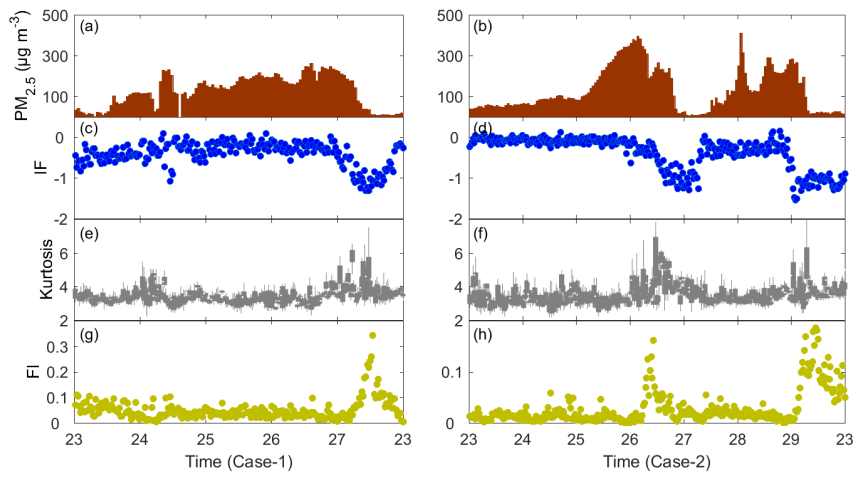 PM2.5 (μg m-3)
500
300
100
(a)
500
300
100
(b)
IF
0
-1
-2
(c)
0
-1
-2
(d)
Kurtosis
6
4
2
(e)
6
4
2
(f)
FI
0.3
0.2
0.1
0
(g)
0.1
0
(h)
23 24 25 26 27 23
23 24 25 26 27 28 29 23
Time (Case-1)
Time (Case-2)